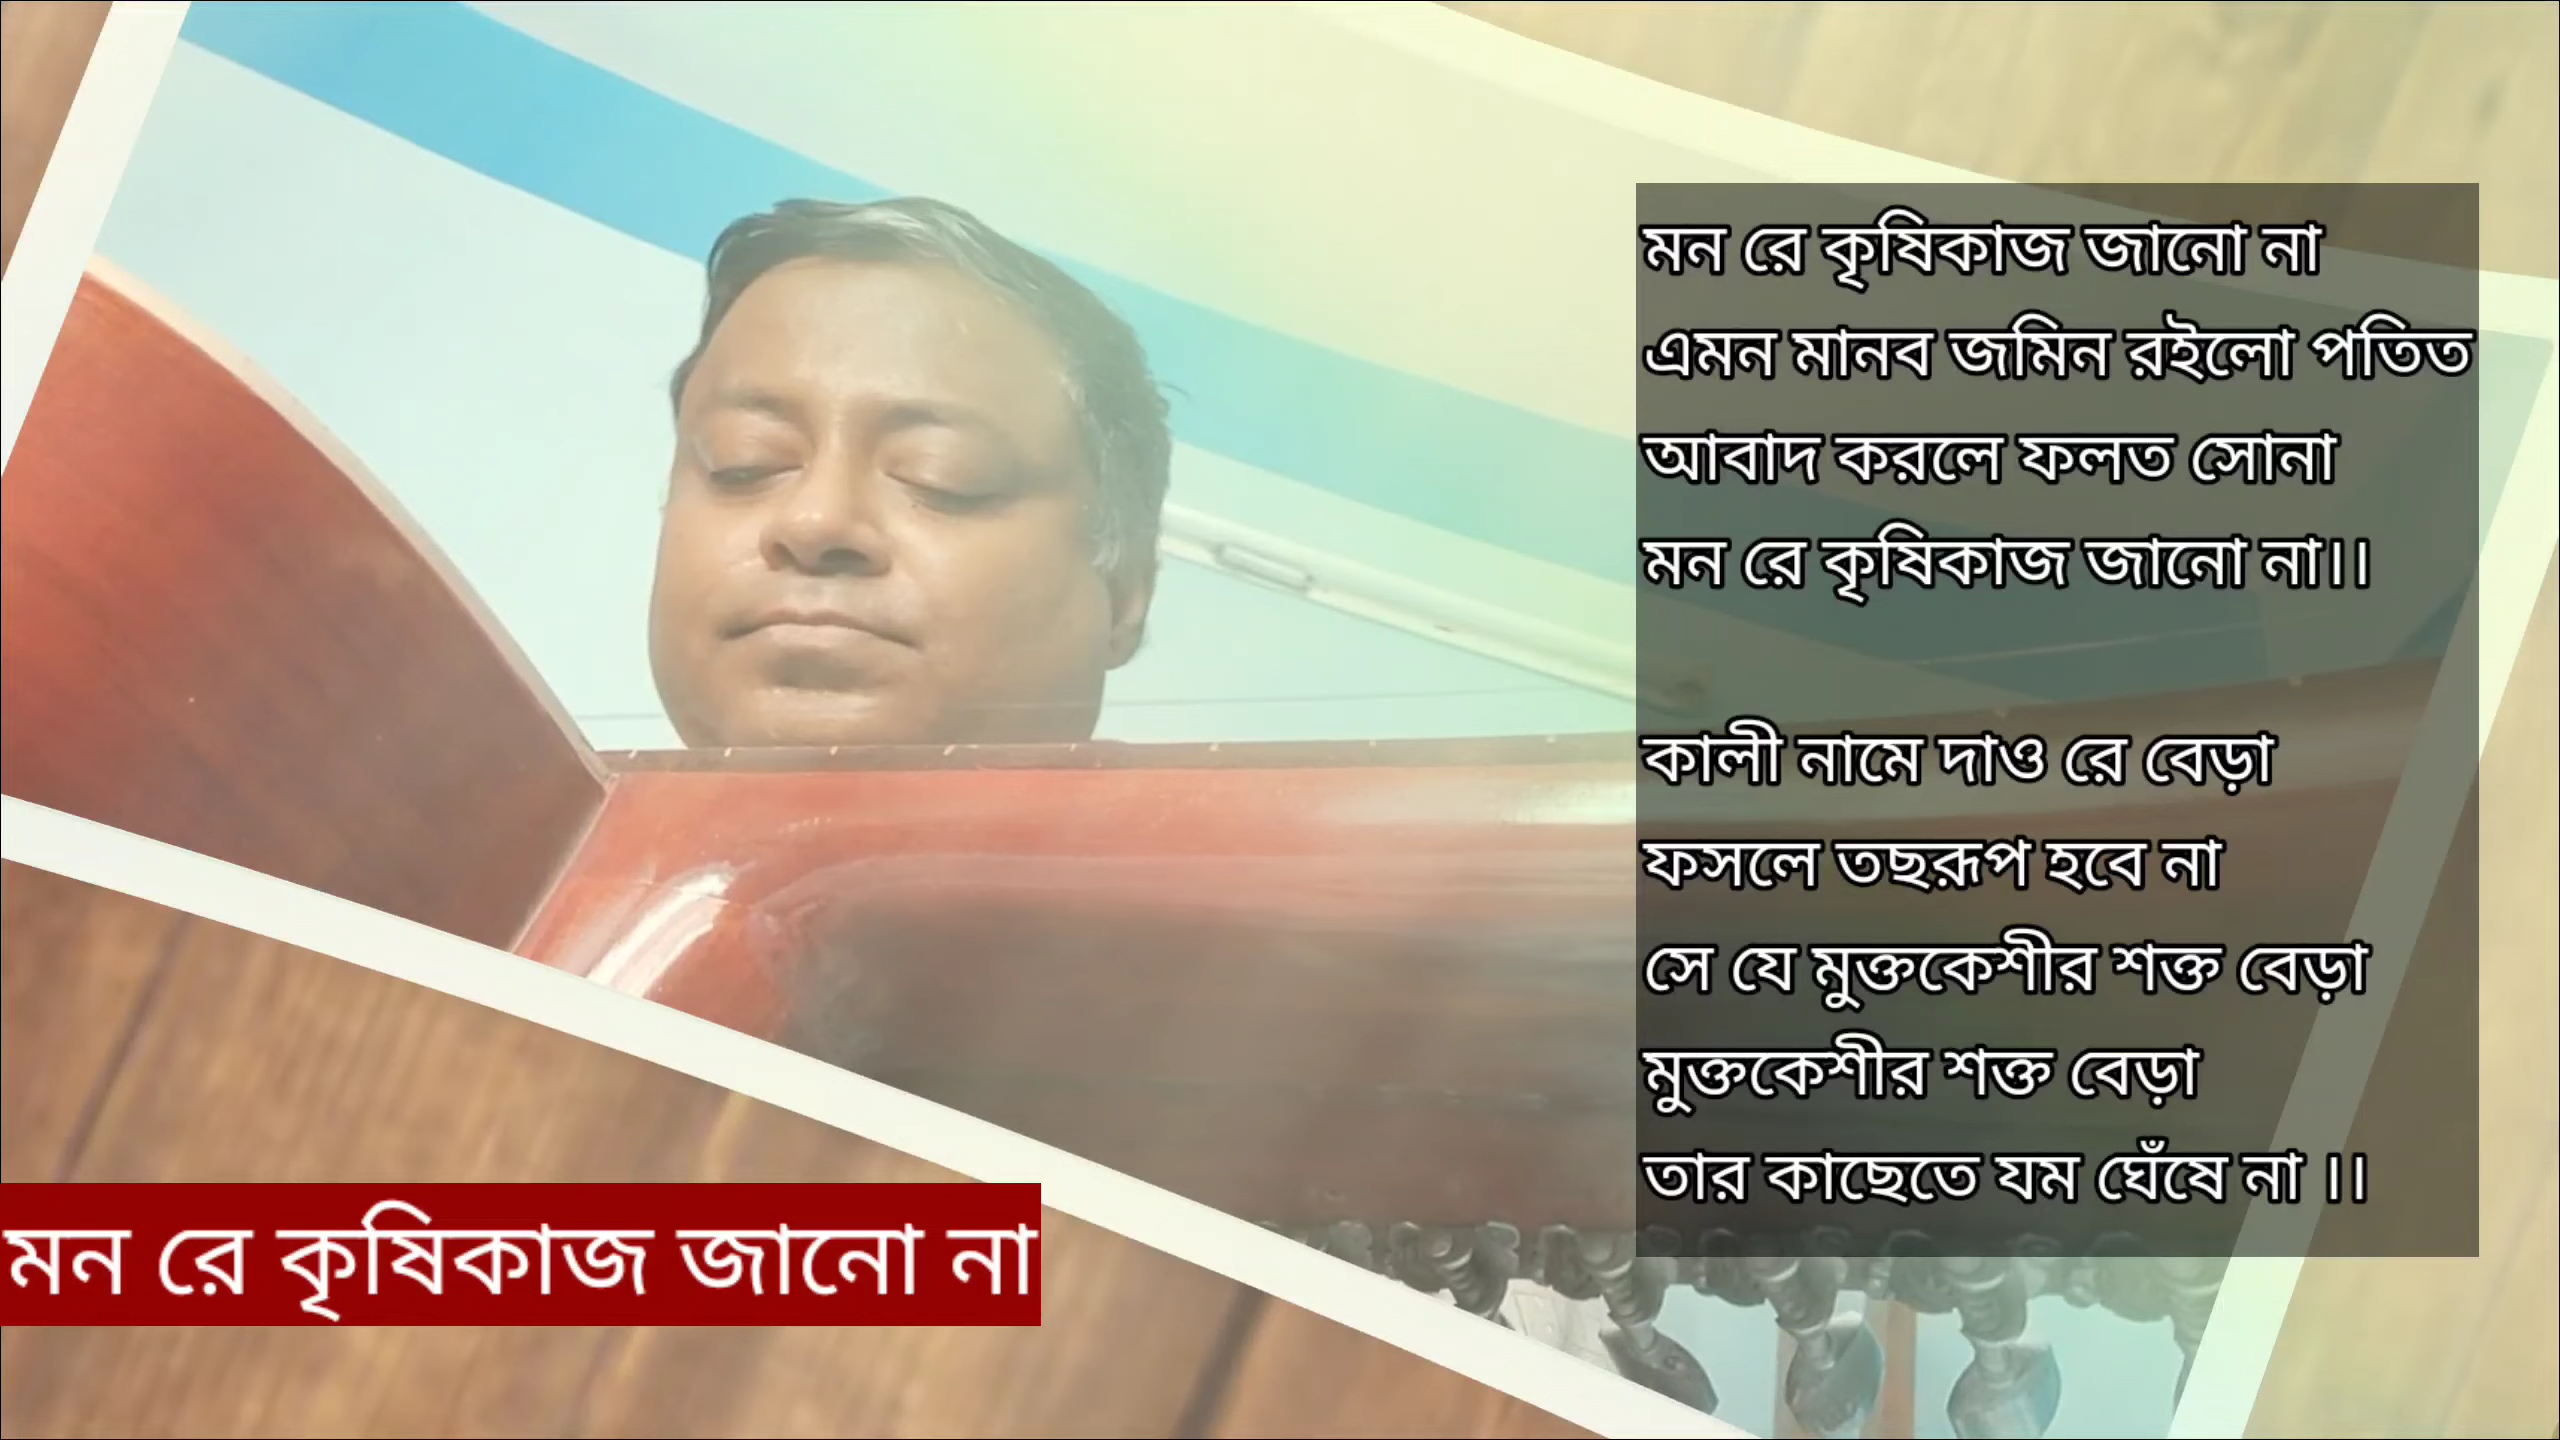 মন রে কৃষিকাজ জানো না
এমন মানব জমিন রইলো পতিত
আবাদ করলে ফলত সোনা
মন রে কৃষিকাজ জানো না।।
কালী নামে দাও রে বেড়া
ফসলে তছরূপ হবে না
সে যে মুক্তকেশীর শক্ত বেড়া
মুক্তকেশীর শক্ত বেড়া
তার কাছেতে যম ঘেঁষে না ।।
মন রে কৃষিকাজ জানো না